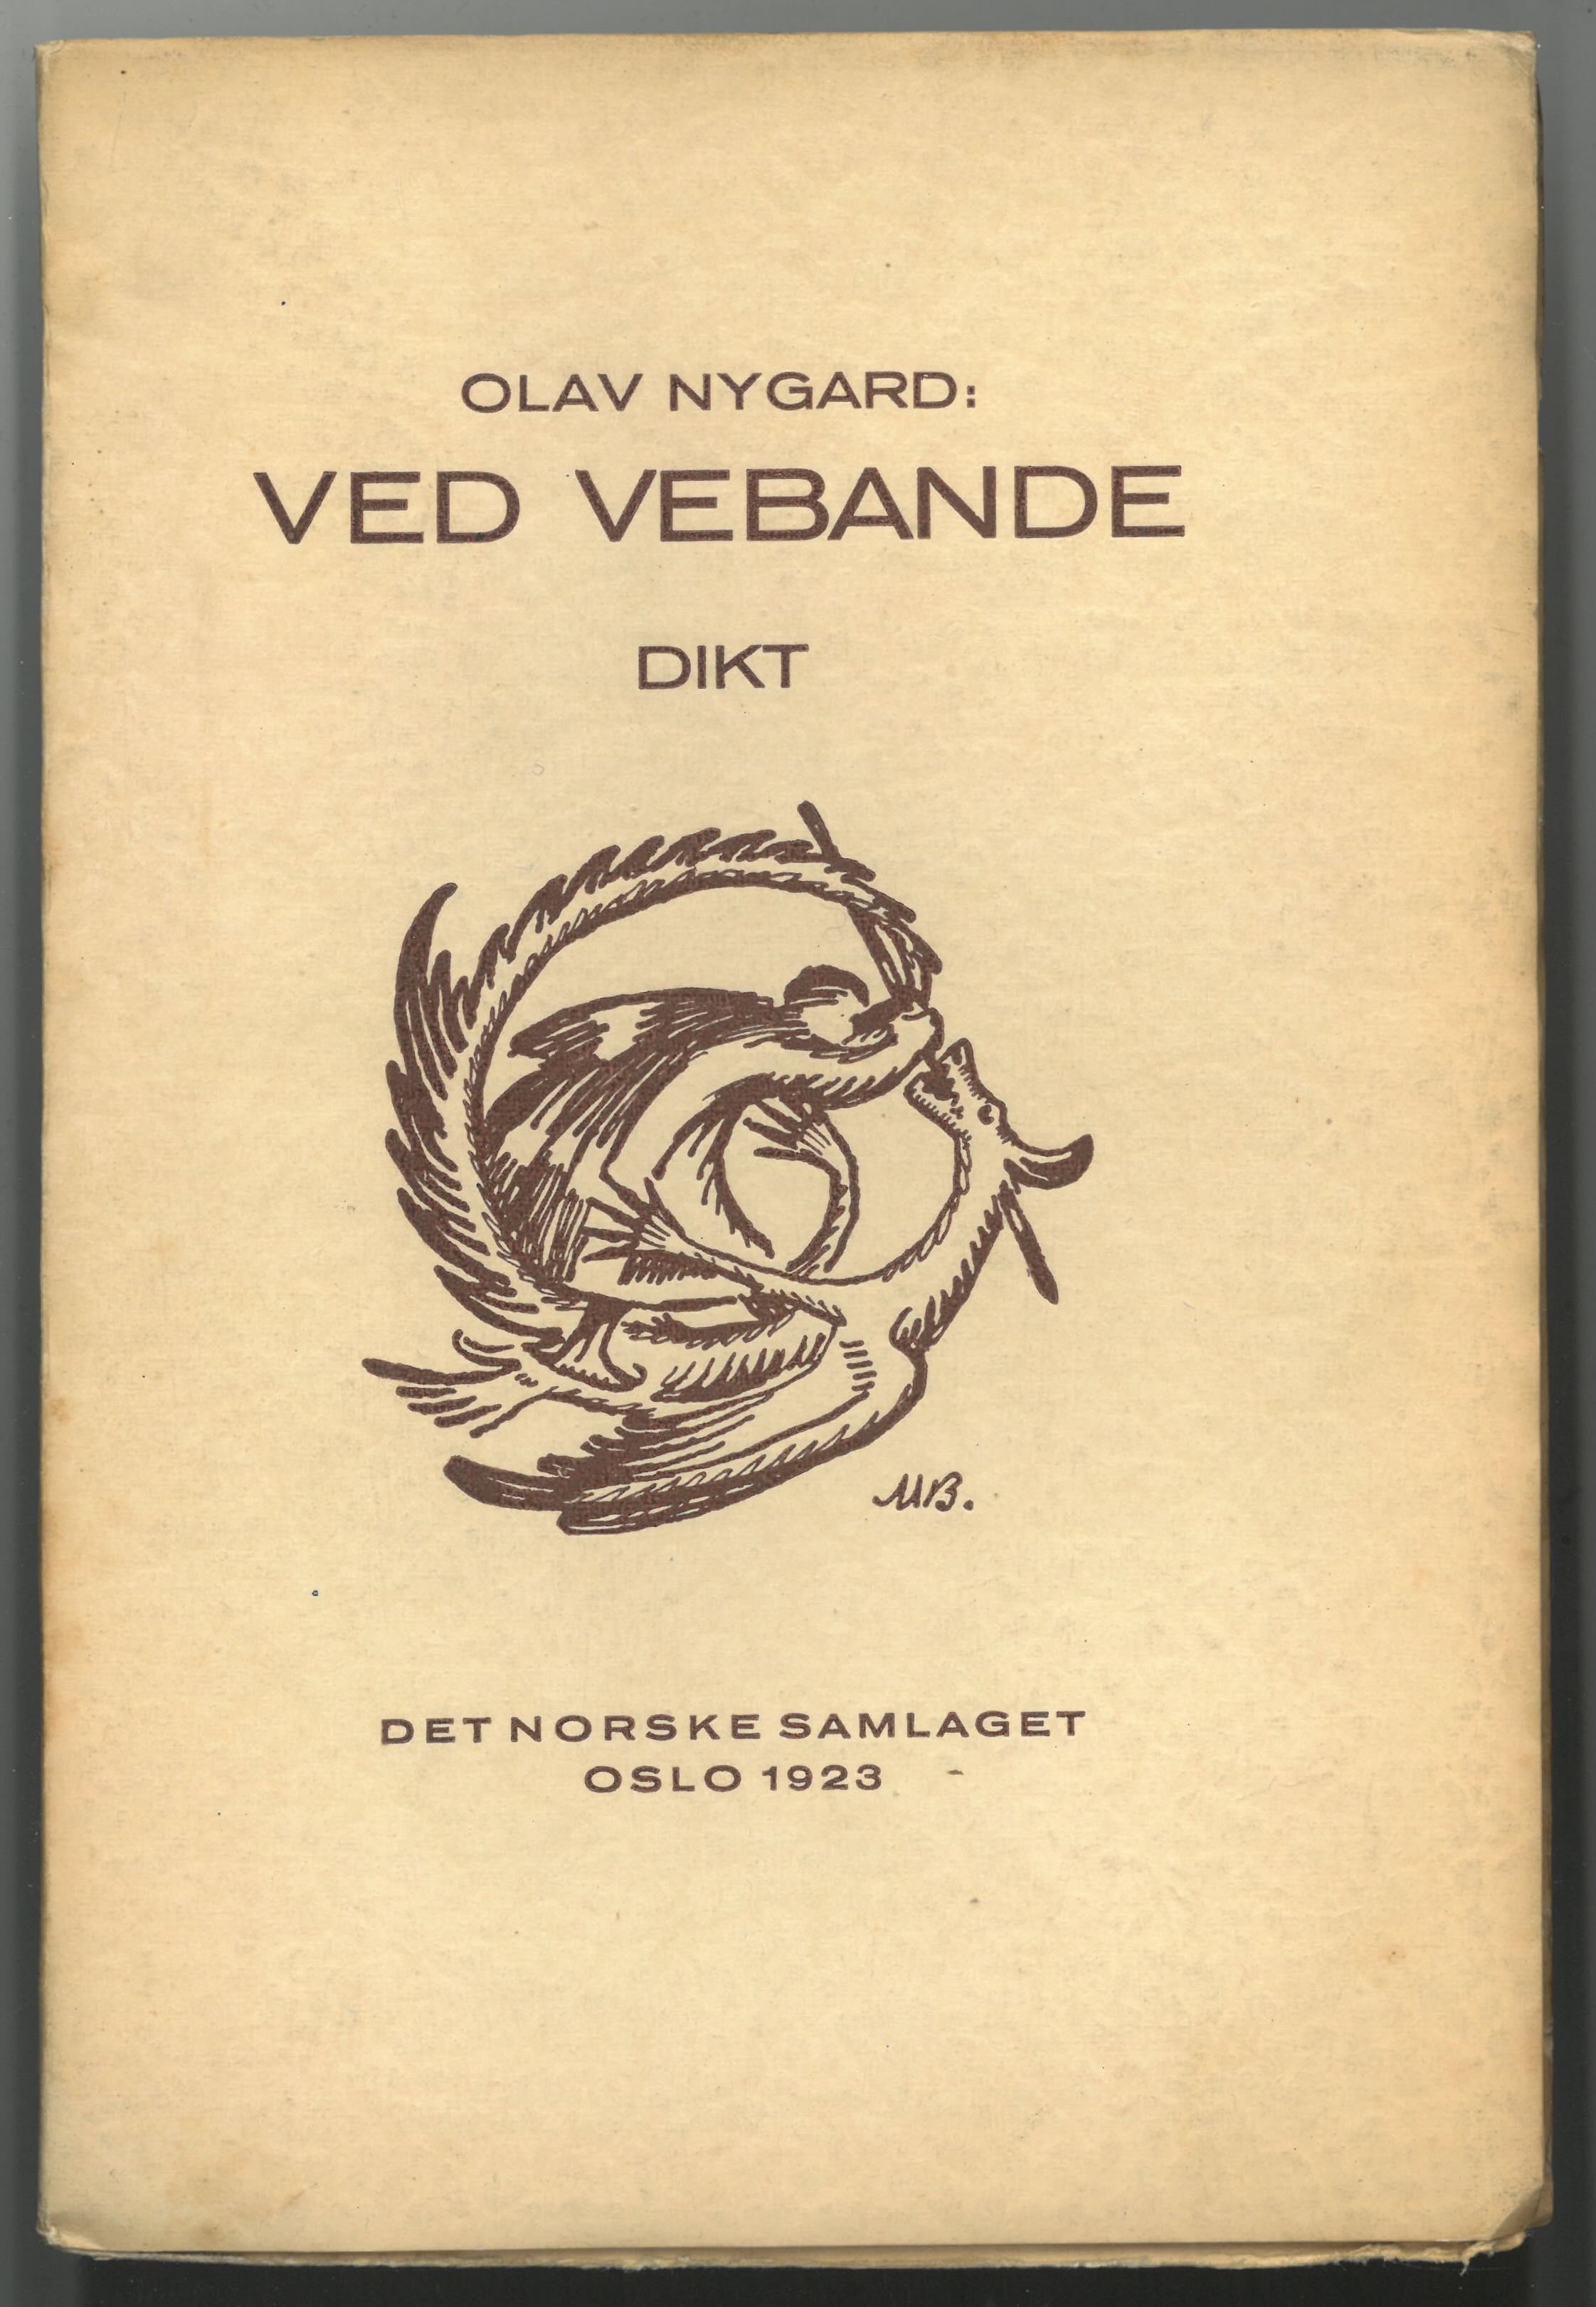 OLAV NYGARD:
VED VEBANDE
DIKT
MB.
DET NORSKE SAMLAGET
OSLO 1923